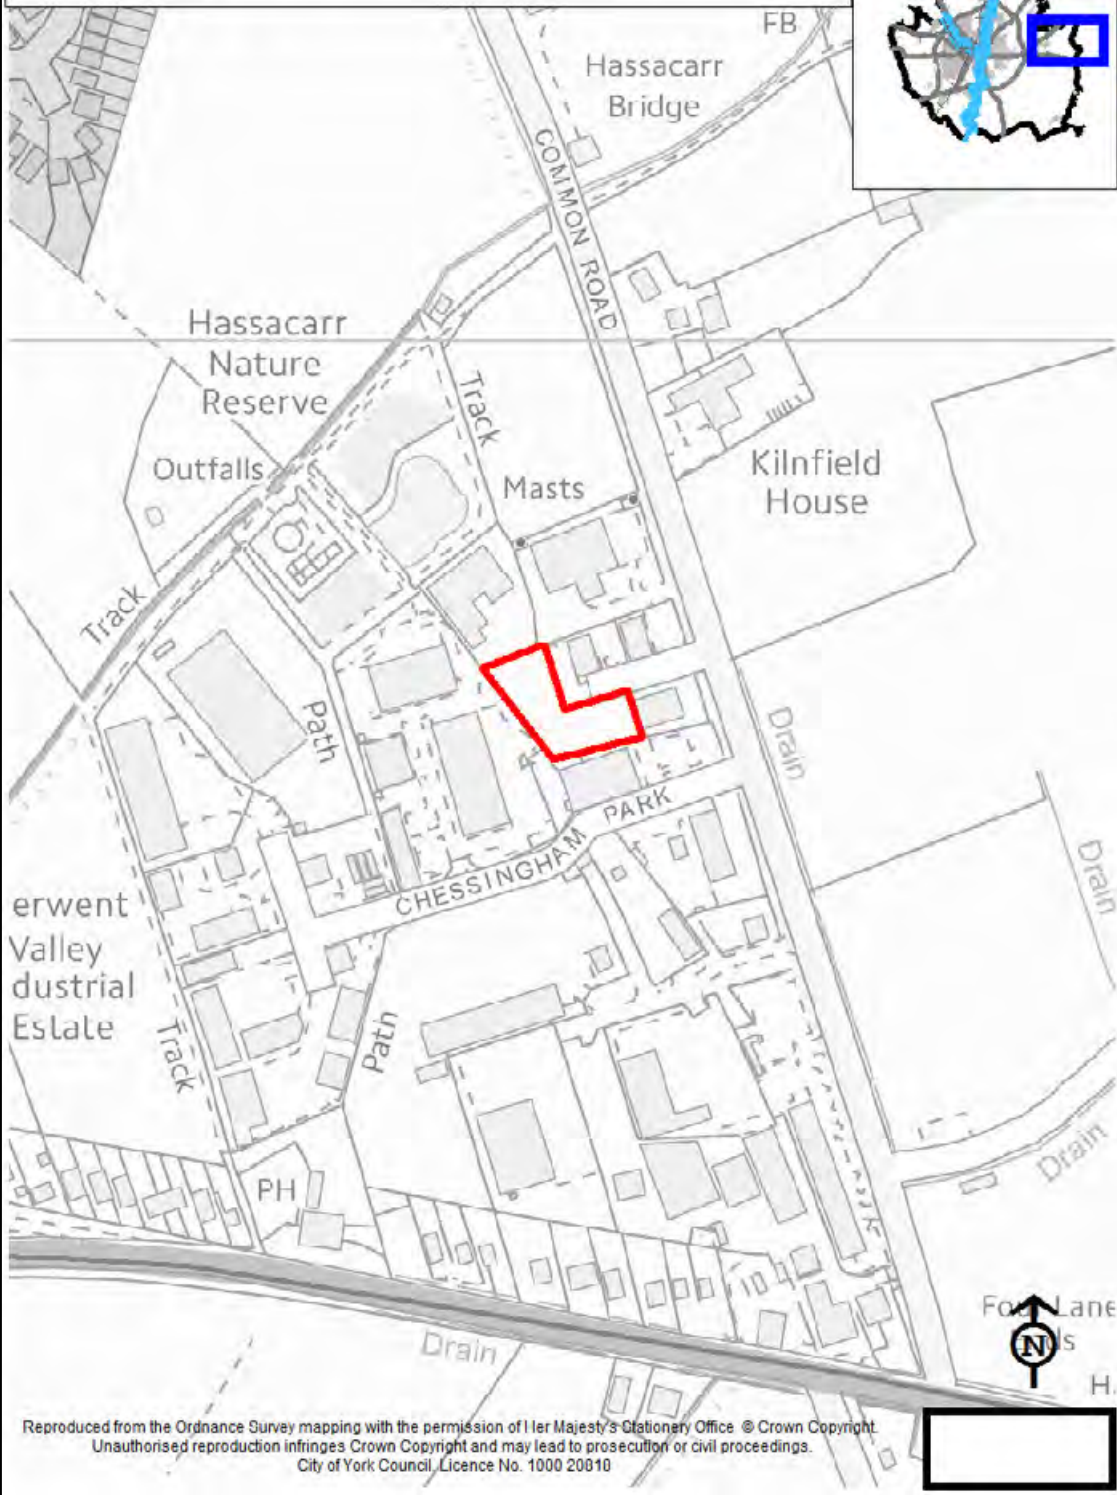 FB
Hassacarr
Bridge
COMMON ROAD
Hassacarr
Nature
Reserve
Track
Outfalls
Masts
Kilnfield
House
Track
Path
Drain
PARK
CHESSINGHAM
Drain
erwent
Valley
dustrial
Estate
Track
Path
Drain
PH
Lane
Drain
N
H
Reproduced from the Ordnance Survey mapping with the permission of Her Majesty's Stationery Office © Crown Copyright.
Unauthorised reproduction infringes Crown Copyright and may lead to prosecution or civil proceedings.
City of York Council. Licence No. 1000 20818